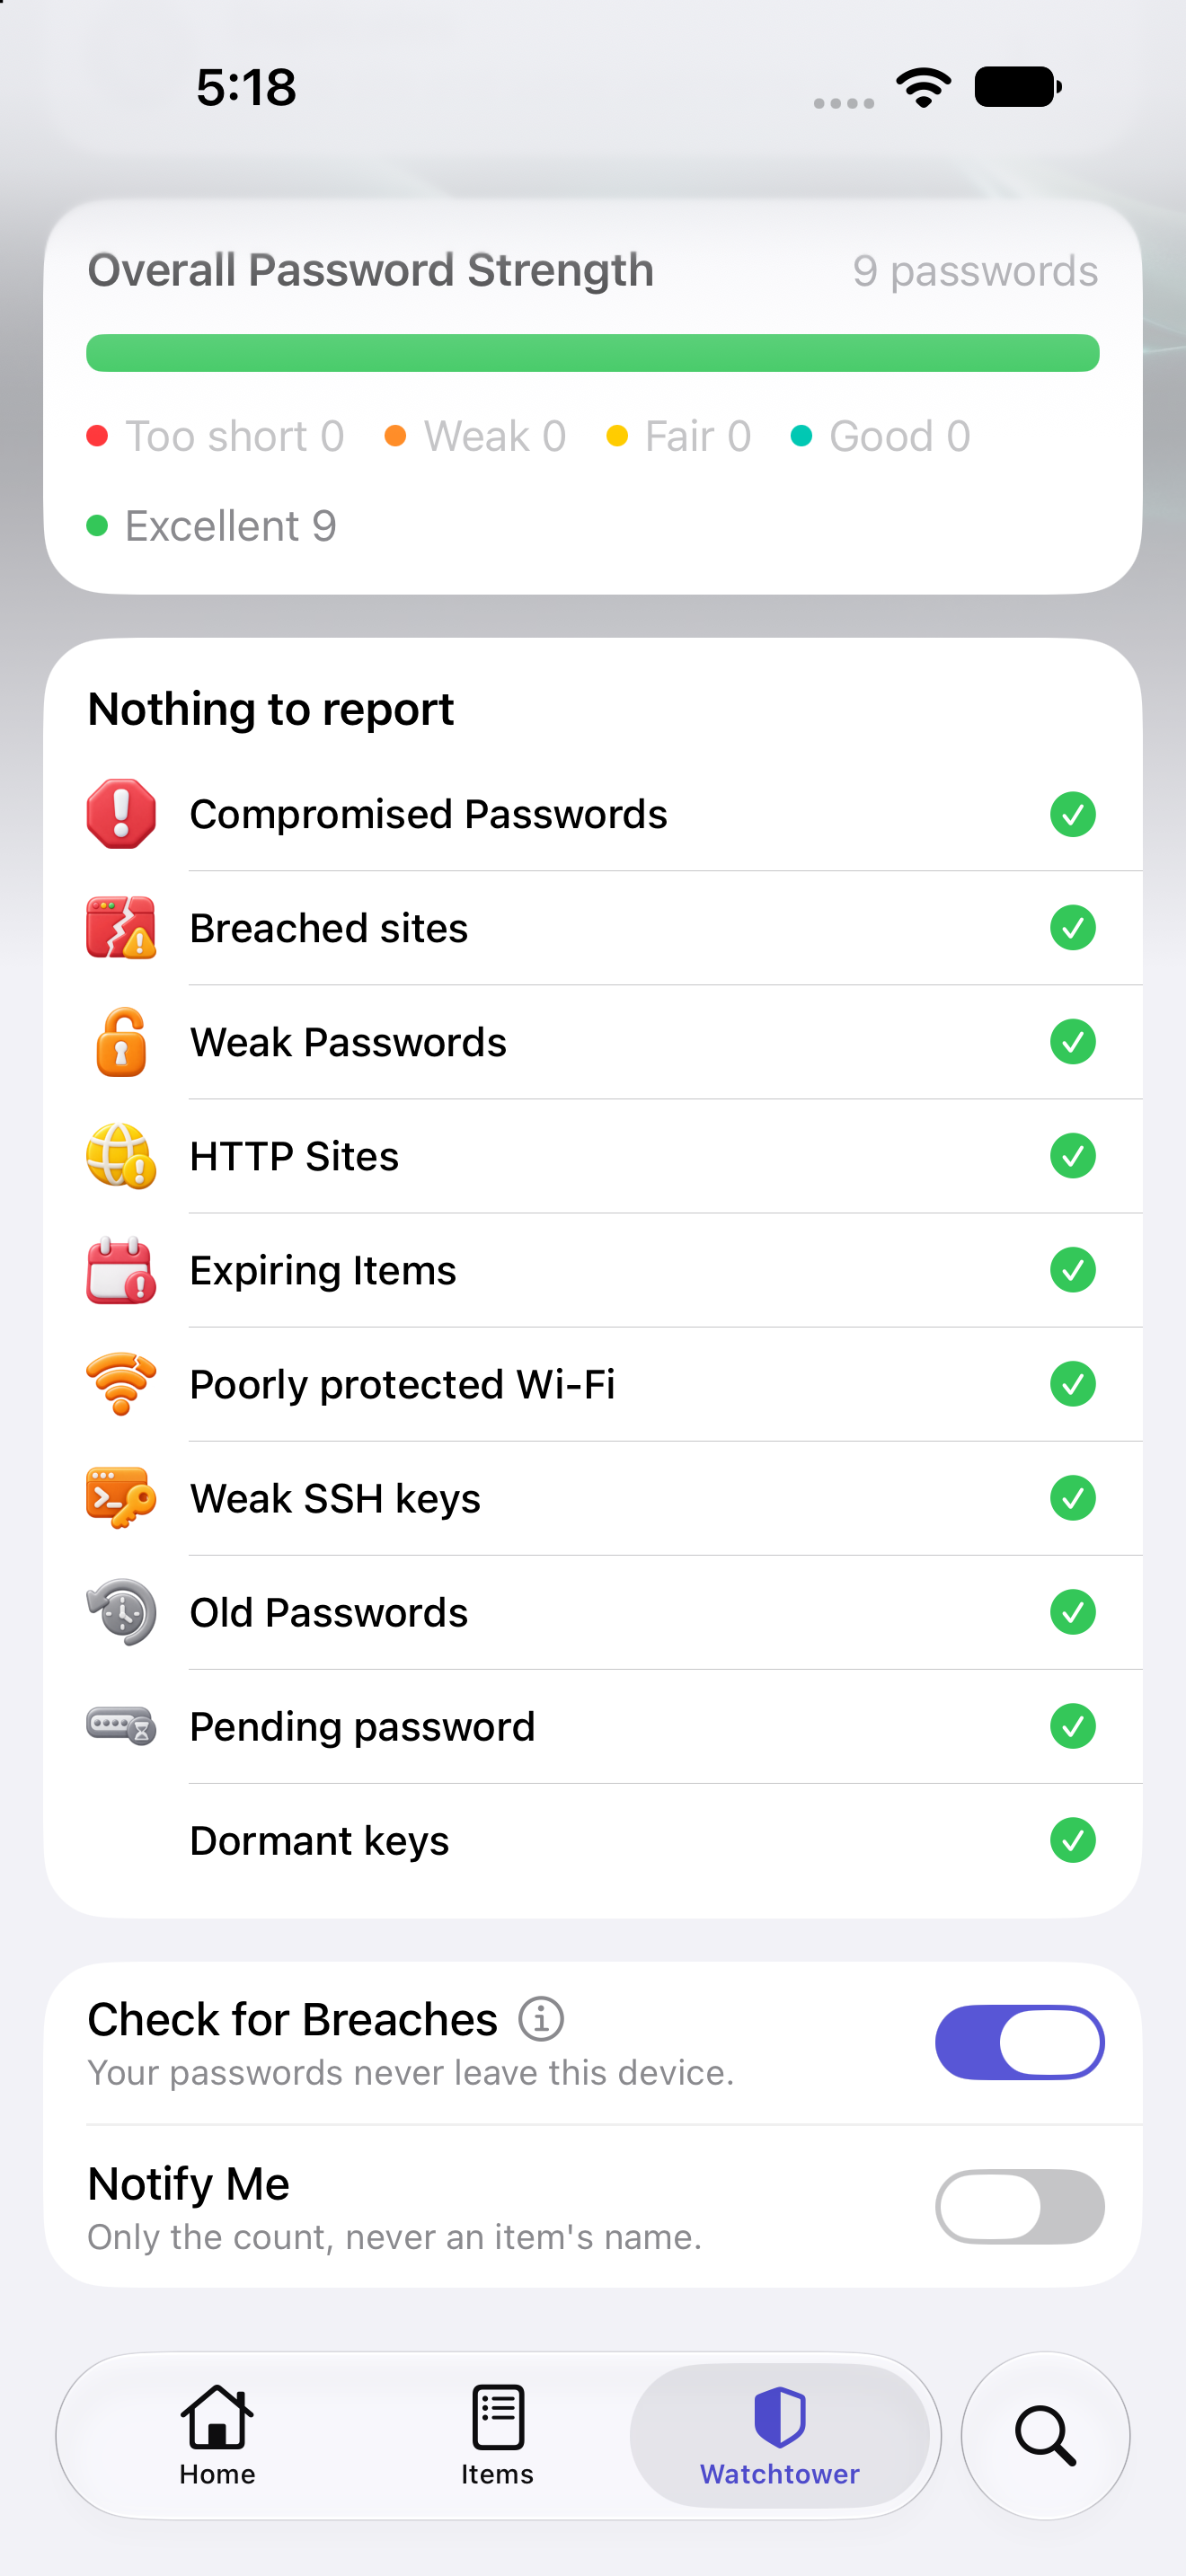 5:18
Overall Password Strength 9 passwords
Too short 0 Weak 0 Fair 0 Good 0
Excellent 9
Nothing to report
Compromised Passwords
Breached sites
Weak Passwords
HTTP Sites
Expiring Items
Poorly protected Wi-Fi
Weak SSH keys
Old Passwords
Pending password
Dormant keys
Check for Breaches
Your passwords never leave this device.
Notify Me
Only the count, never an item's name.
Home Items Watchtower